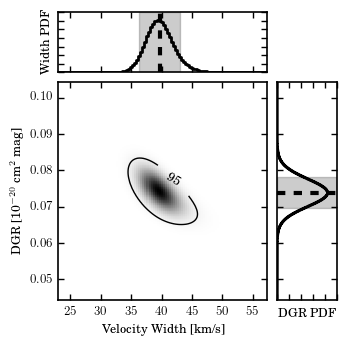 Width PDF
0.10
0.09
0.08
0.07
0.06
0.05
DGR [10⁻²⁰ cm² mag]
95
25 30 35 40 45 50 55
Velocity Width [km/s]
DGR PDF